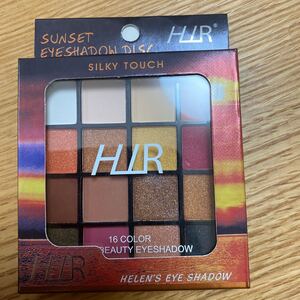 SUNSET
EYESHADOW DISC
HLLR®
SILKY TOUCH
HLLR
16 COLOR
BEAUTY EYESHADOW
HLLR
HELEN'S EYE SHADOW